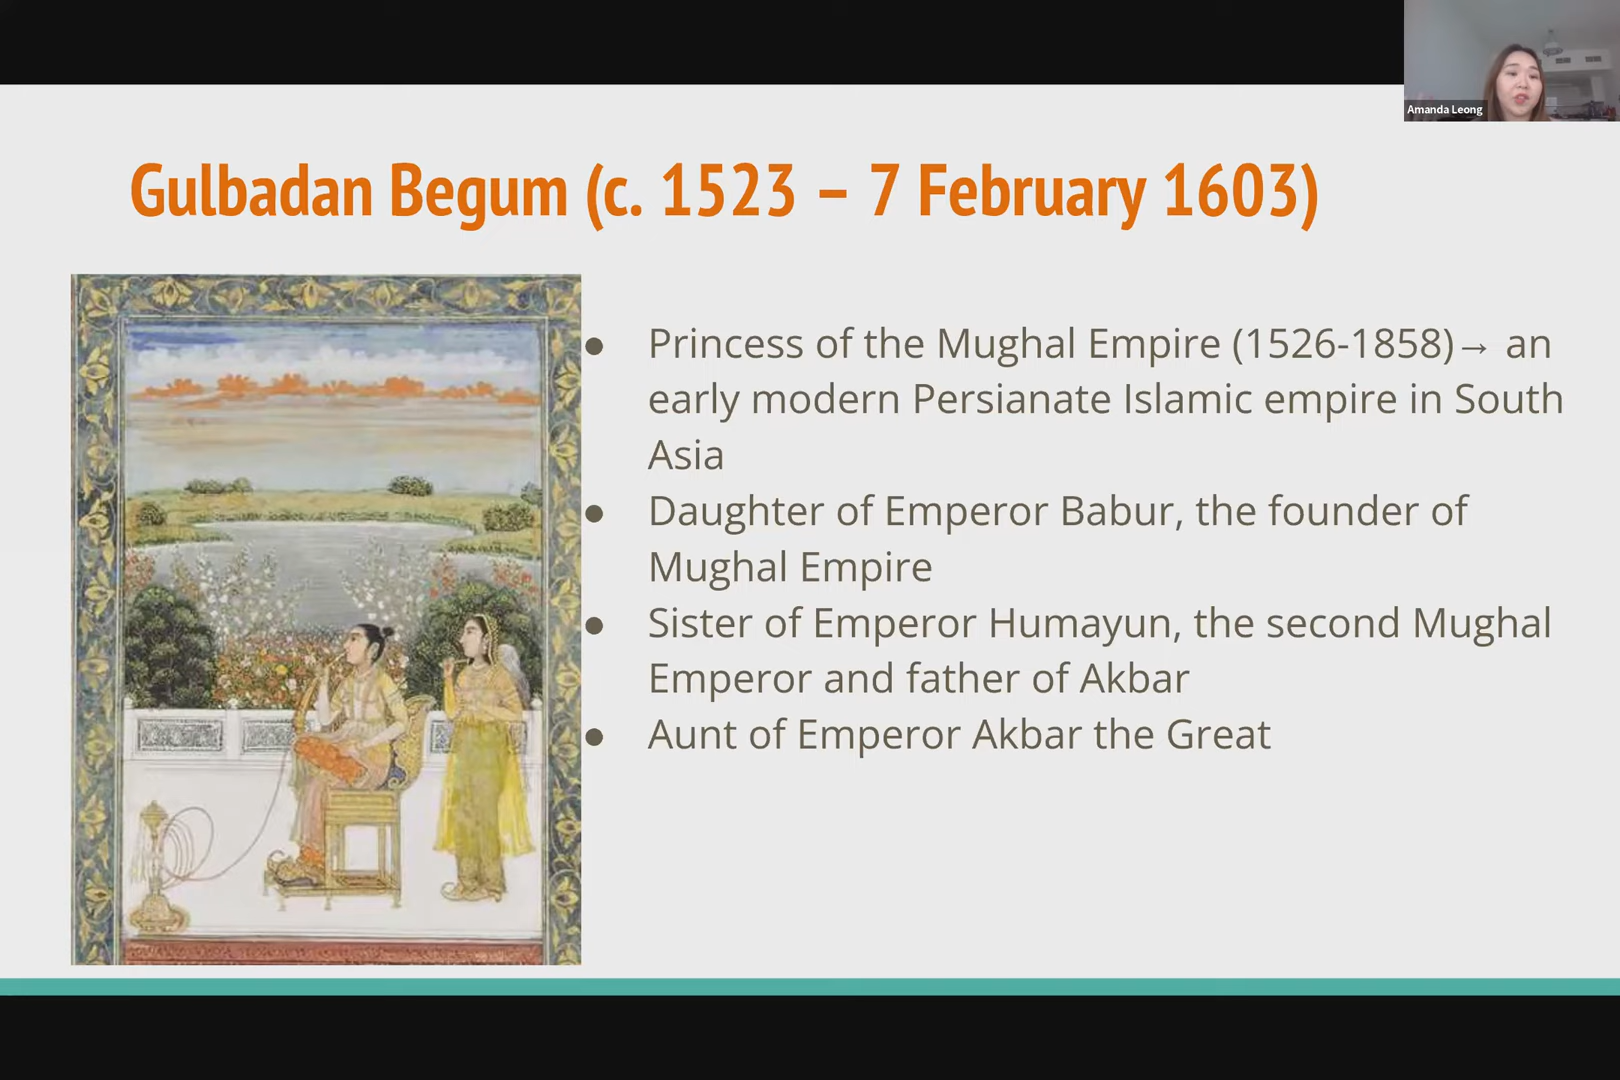 Amanda Leong
Gulbadan Begum (c. 1523 – 7 February 1603)
● Princess of the Mughal Empire (1526-1858)→ an
early modern Persianate Islamic empire in South
Asia
● Daughter of Emperor Babur, the founder of
Mughal Empire
● Sister of Emperor Humayun, the second Mughal
Emperor and father of Akbar
● Aunt of Emperor Akbar the Great